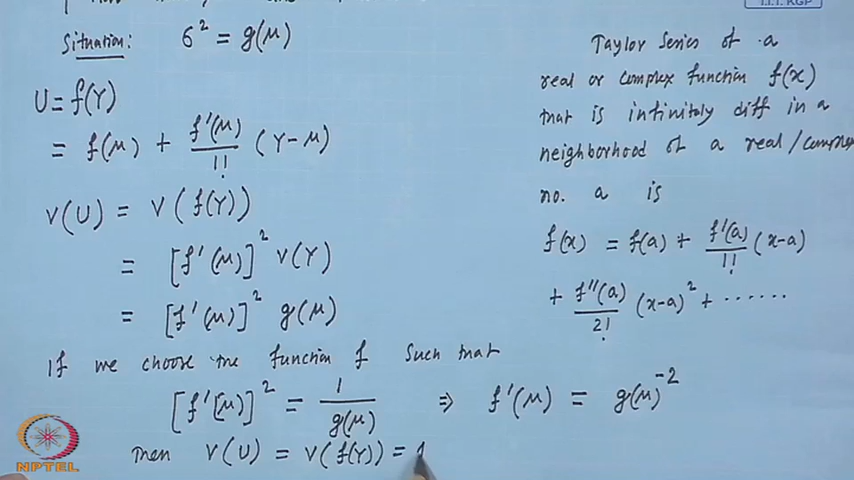 Situation: 6² = g(μ)
U = f(Y)
= f(μ) + f'(μ)/1! (Y-μ)
V(U) = V(f(Y))
= [f'(μ)]² V(Y)
= [f'(μ)]² g(μ)
If we choose the function f such that
[f'(μ)]² = 1/g(μ) ⇒ f'(μ) = g(μ)⁻²
Then V(U) = V(f(Y)) = 1
I.I.T. KGP
Taylor Series of a
real or complex function f(x)
that is infinitely diff in a
neighborhood of a real/complex
no. a is
f(x) = f(a) + f'(a)/1! (x-a)
+ f''(a)/2! (x-a)² + ······
NPTEL